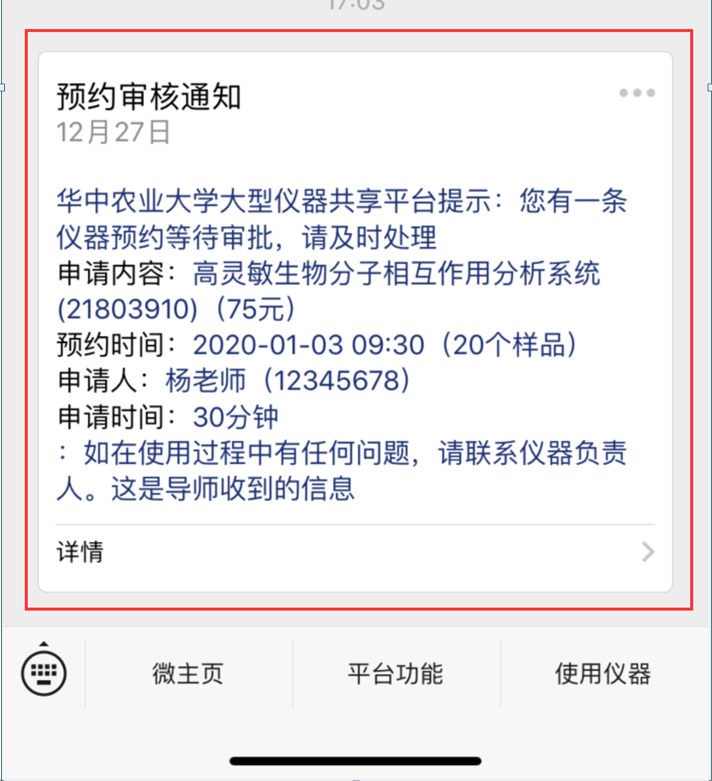 17:03
预约审核通知
12月27日
华中农业大学大型仪器共享平台提示：您有一条
仪器预约等待审批，请及时处理
申请内容：高灵敏生物分子相互作用分析系统
(21803910)（75元）
预约时间：2020-01-03 09:30（20个样品）
申请人：杨老师（12345678）
申请时间：30分钟
：如在使用过程中有任何问题，请联系仪器负责
人。这是导师收到的信息
详情
微主页
平台功能
使用仪器